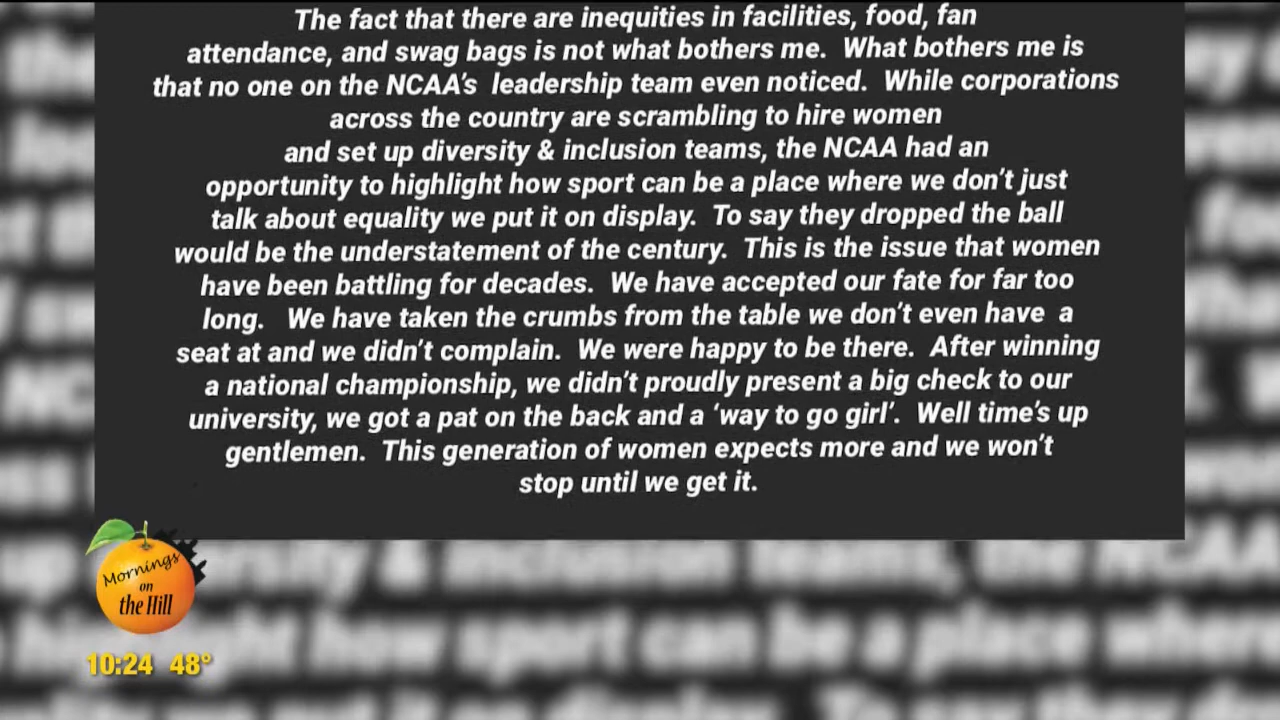 The fact that there are inequities in facilities, food, fan
attendance, and swag bags is not what bothers me.  What bothers me is
that no one on the NCAA's  leadership team even noticed.  While corporations
across the country are scrambling to hire women
and set up diversity & inclusion teams, the NCAA had an
opportunity to highlight how sport can be a place where we don't just
talk about equality we put it on display.  To say they dropped the ball
would be the understatement of the century.  This is the issue that women
have been battling for decades.  We have accepted our fate for far too
long.   We have taken the crumbs from the table we don't even have  a
seat at and we didn't complain.  We were happy to be there.  After winning
a national championship, we didn't proudly present a big check to our
university, we got a pat on the back and a 'way to go girl'.  Well time's up
gentlemen.  This generation of women expects more and we won't
stop until we get it.
Mornings
on
the Hill
10:24 48°